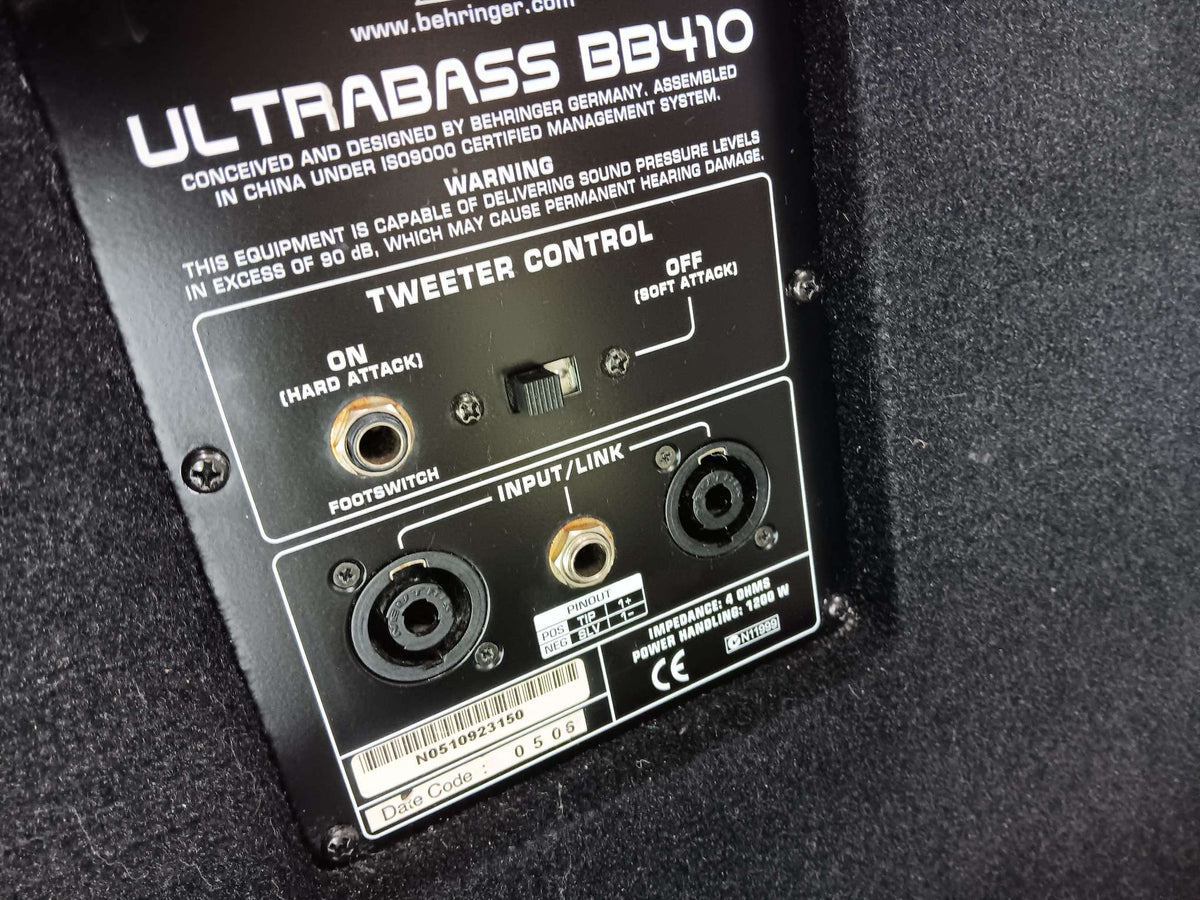 www.behringer.com
ULTRABASS BB410
CONCEIVED AND DESIGNED BY BEHRINGER GERMANY. ASSEMBLED
IN CHINA UNDER ISO9000 CERTIFIED MANAGEMENT SYSTEM.
WARNING
THIS EQUIPMENT IS CAPABLE OF DELIVERING SOUND PRESSURE LEVELS
IN EXCESS OF 90 dB, WHICH MAY CAUSE PERMANENT HEARING DAMAGE.
TWEETER CONTROL
OFF
(SOFT ATTACK)
ON
(HARD ATTACK)
FOOTSWITCH
INPUT/LINK
PINOUT
POS TIP 1+
NEG SLV 1-
IMPEDANCE: 4 OHMS
POWER HANDLING: 1200 W
CE
N11999
N0510923150
Date Code : 0506